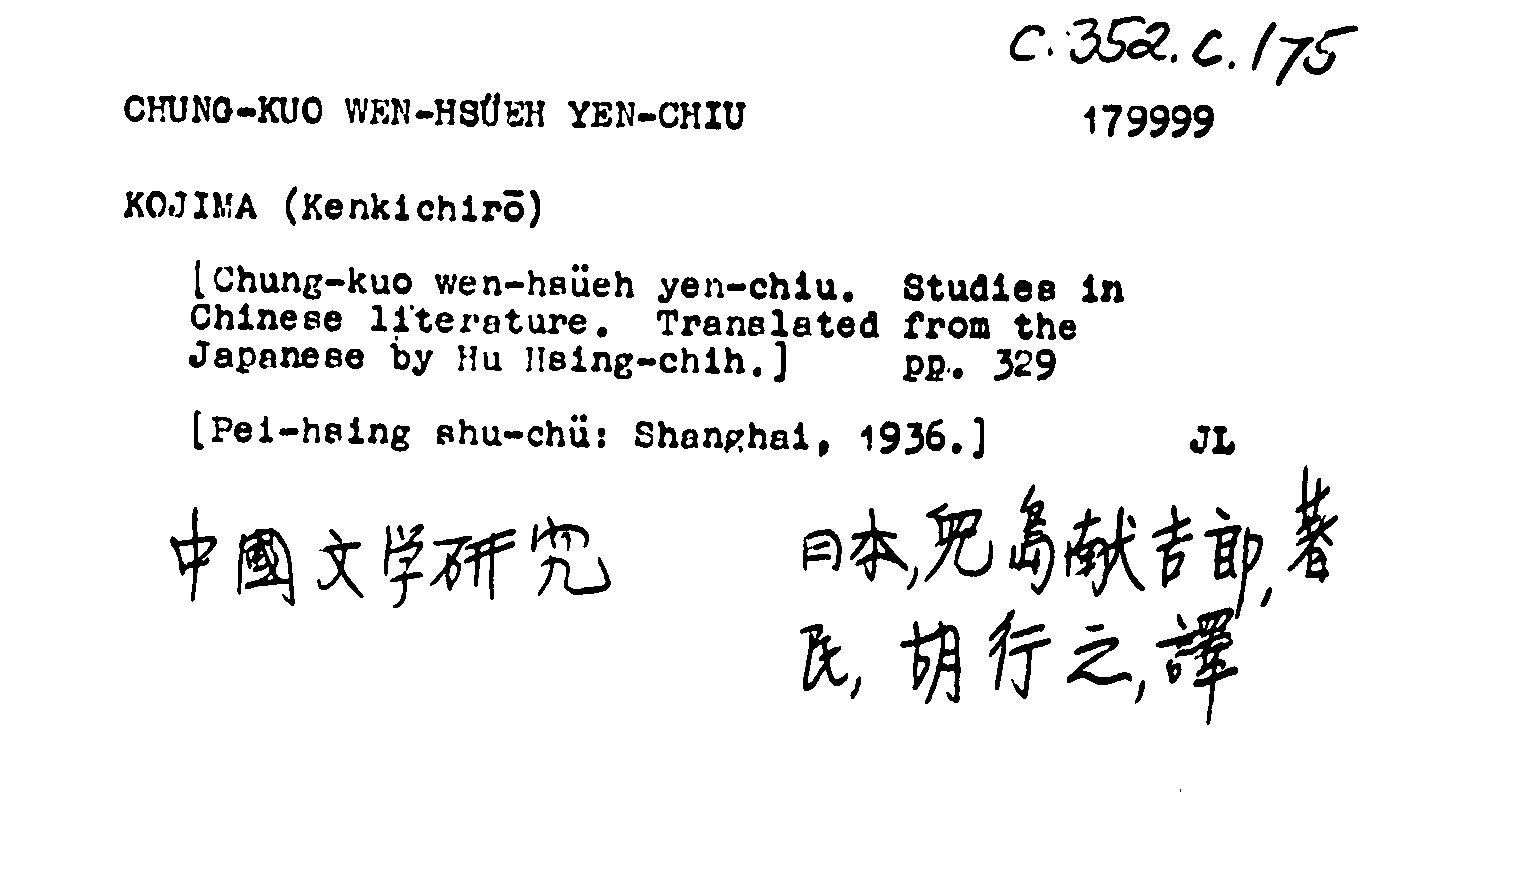 C.352.C.175
CHUNG-KUO WEN-HSÜEH YEN-CHIU 179999
KOJIMA (Kenkichirō)
[Chung-kuo wen-hsüeh yen-chiu. Studies in
Chinese literature. Translated from the
Japanese by Hu Hsing-chih.] pp. 329
[Pei-hsing shu-chü: Shanghai, 1936.] JL
中國文学研究 日本,児島献吉郎,著
民,胡行之,譯